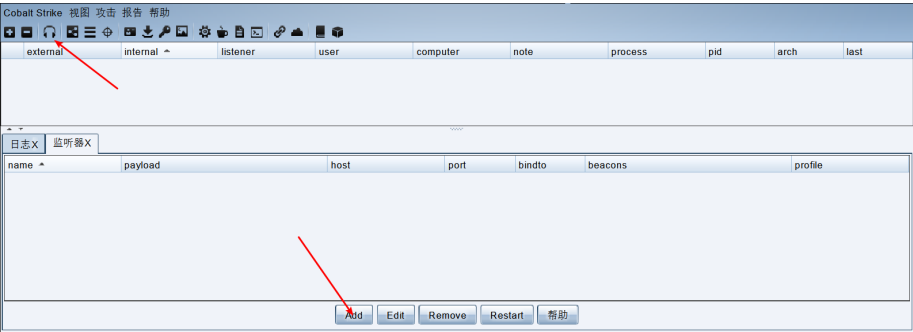 Cobalt Strike 视图 攻击 报告 帮助
external internal listener user computer note process pid arch last
日志X 监听器X
name payload host port bindto beacons profile
Add Edit Remove Restart 帮助